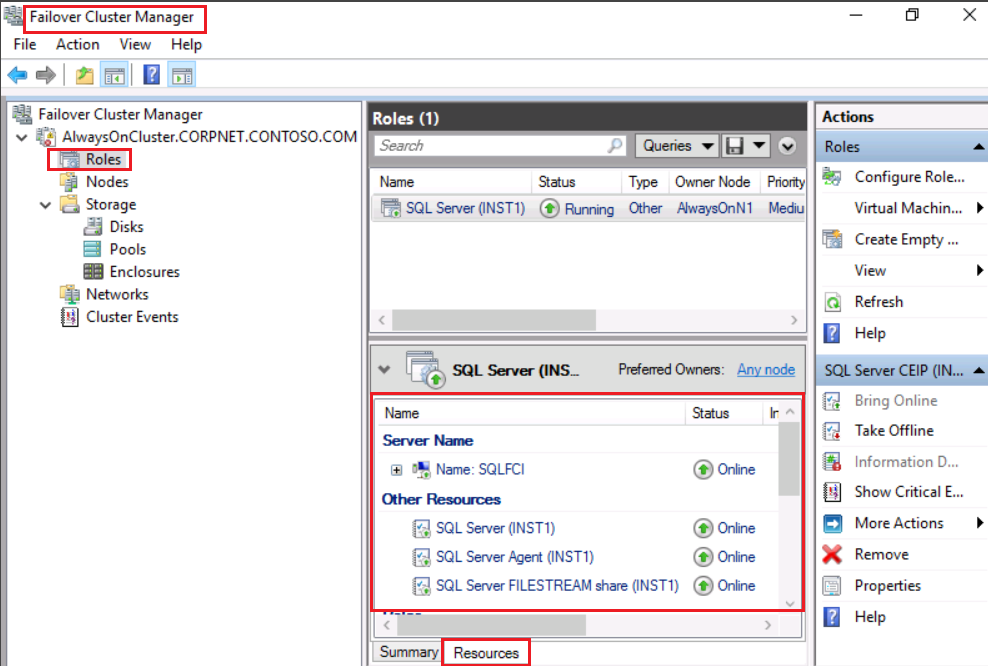 Failover Cluster Manager
File Action View Help
Failover Cluster Manager
AlwaysOnCluster.CORPNET.CONTOSO.COM
Roles
Nodes
Storage
Disks
Pools
Enclosures
Networks
Cluster Events
Roles (1)
Search
Queries
Name Status Type Owner Node Priority
SQL Server (INST1) Running Other AlwaysOnN1 Mediu
SQL Server (INS... Preferred Owners: Any node
Name Status In
Server Name
Name: SQLFCI Online
Other Resources
SQL Server (INST1) Online
SQL Server Agent (INST1) Online
SQL Server FILESTREAM share (INST1) Online
Summary Resources
Actions
Roles
Configure Role...
Virtual Machin...
Create Empty ...
View
Refresh
Help
SQL Server CEIP (IN...
Bring Online
Take Offline
Information D...
Show Critical E...
More Actions
Remove
Properties
Help